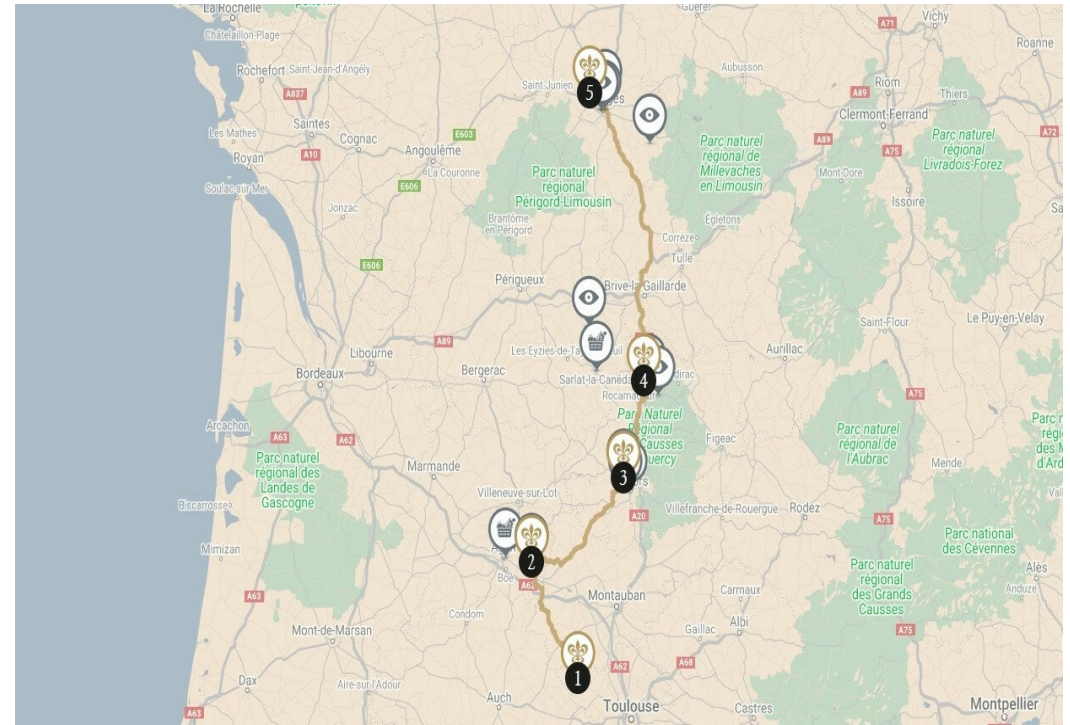 La Rochelle
Guéret
Vichy
Châtelaillon-Plage
A71
Roanne
Rochefort
Saint-Jean-d'Angély
Saint-Junien
Aubusson
Riom
A837
A89
Thiers
Clermont-Ferrand
Saintes
Cognac
Les Mathes
E603
A72
A10
Parc naturel
régional de
Millevaches
en Limousin
A89
Parc naturel
régional
Livradois-Forez
Royan
Angoulême
La Couronne
A75
Parc naturel
régional
Périgord-Limousin
Mont-Dore
E606
Soulac-sur-Mer
Issoire
Jonzac
Brantôme
en Périgord
Égletons
Corrèze
Tulle
E606
Périgueux
Brive-la-Gaillarde
Saint-Flour
Le Puy-en-Velay
A89
Libourne
Aurillac
Bordeaux
Bergerac
Sarlat-la-Canéda
A75
Arcachon
A63
A62
Parc Naturel
Régional
Figeac
Parc naturel
régional de
l'Aubrac
Parc naturel
régional des
Landes de
Gascogne
Marmande
Mende
Biscarrosse
Villeneuve-sur-Lot
Villefranche-de-Rouergue
Rodez
A20
A75
Mimizan
Parc national
des Cévennes
Boé
Parc naturel
régional
des Grands
Causses
Alès
Anduze
A63
Montauban
Carmaux
Condom
Mont-de-Marsan
Gaillac
Albi
A75
A62
A68
Dax
Aire-sur-l'Adour
Auch
Toulouse
Castres
Montpellier
A63
5
4
3
2
1